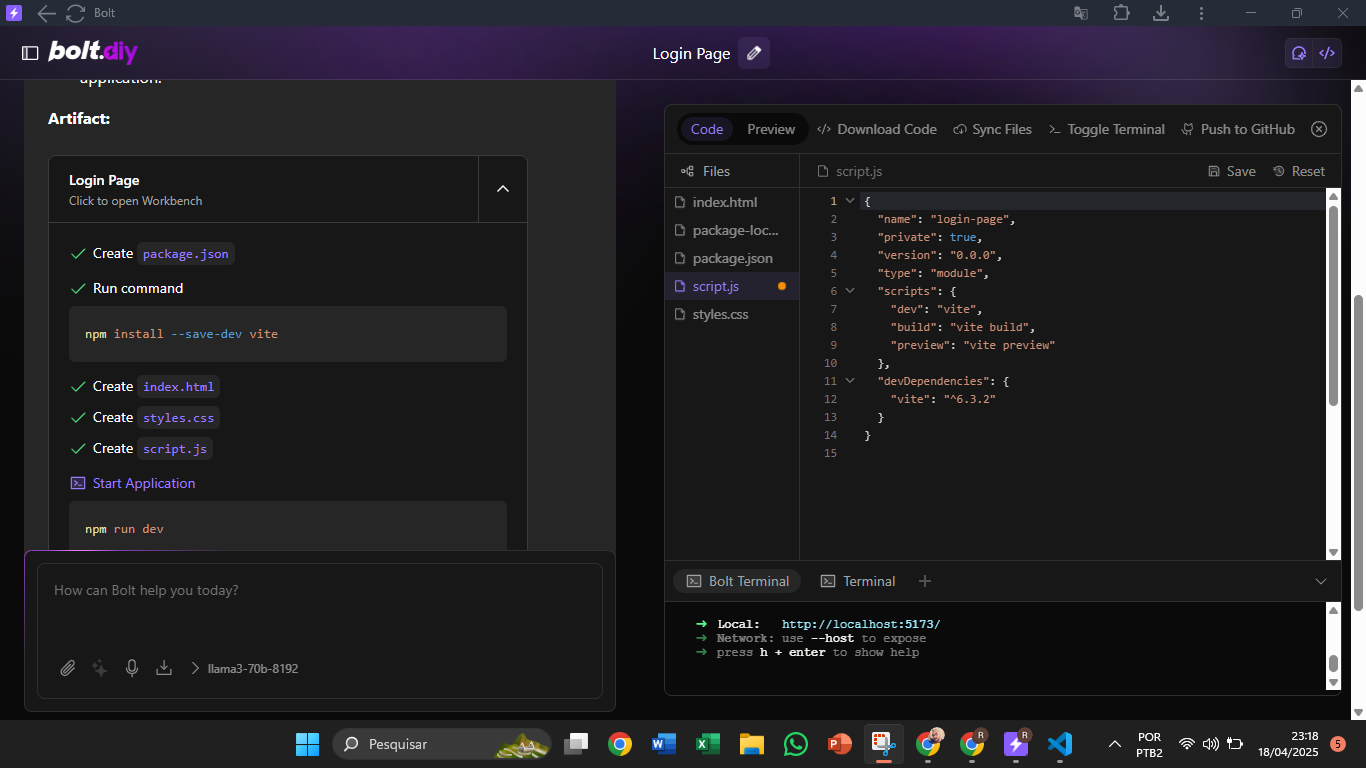 Bolt
bolt.diy
Login Page
application.
Artifact:
Login Page
Click to open Workbench
Create package.json
Run command
npm install --save-dev vite
Create index.html
Create styles.css
Create script.js
Start Application
npm run dev
How can Bolt help you today?
llama3-70b-8192
Code
Preview
Download Code
Sync Files
Toggle Terminal
Push to GitHub
Files
index.html
package-loc...
package.json
script.js
styles.css
script.js
Save
Reset
1 {
2 "name": "login-page",
3 "private": true,
4 "version": "0.0.0",
5 "type": "module",
6 "scripts": {
7 "dev": "vite",
8 "build": "vite build",
9 "preview": "vite preview"
10 },
11 "devDependencies": {
12 "vite": "^6.3.2"
13 }
14 }
15
Bolt Terminal
Terminal
➜ Local: http://localhost:5173/
➜ Network: use --host to expose
➜ press h + enter to show help
Pesquisar
POR
PTB2
23:18
18/04/2025
5